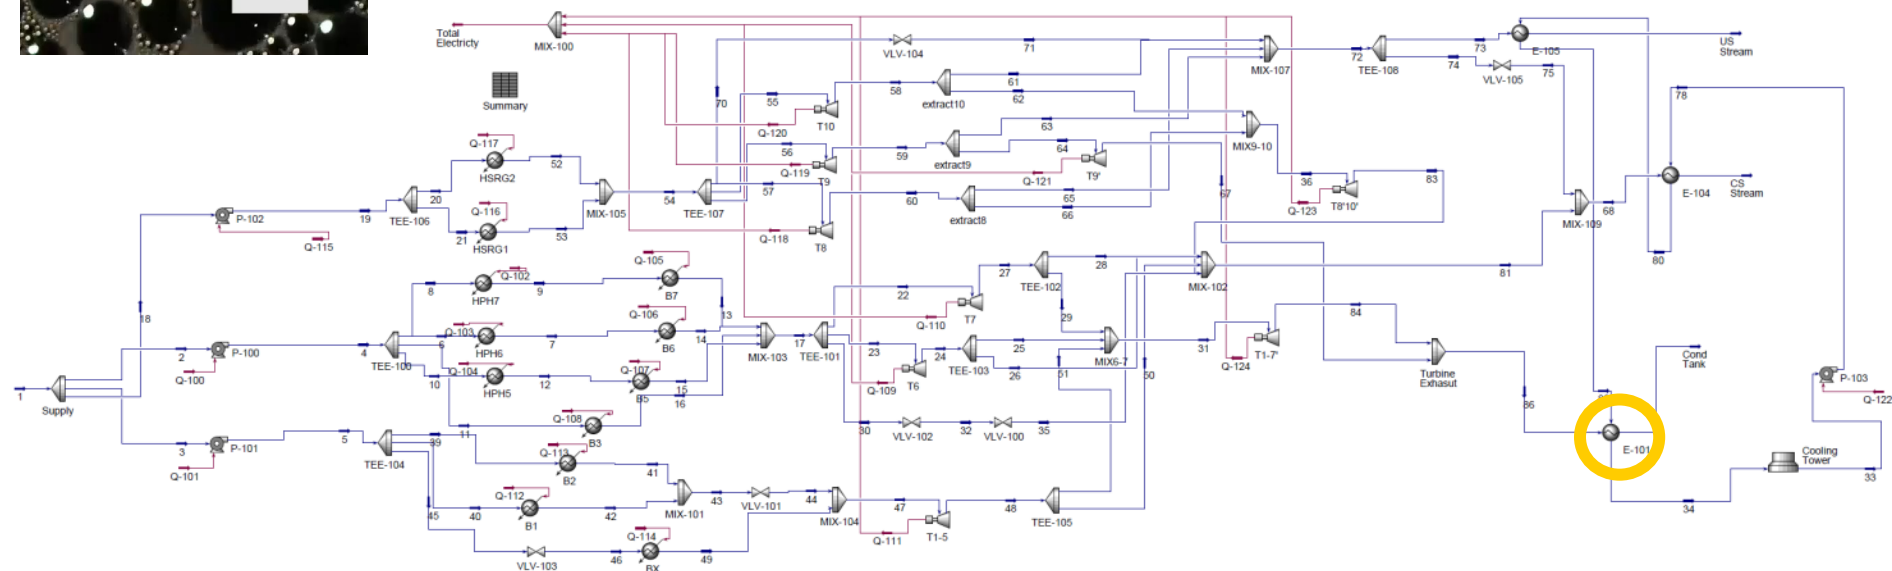 Total
Electricty
MIX-100
Summary
VLV-104
71
61
62
58
extract10
55
70
T10
Q-120
63
64
56
59
extract9
T9
Q-119
T9'
Q-121
57
60
65
66
extract8
T8
Q-118
MIX-107
72
TEE-108
73
74
VLV-105
75
E-105
US
Stream
78
MIX9-10
36
83
T8'10'
Q-123
67
E-104
CS
Stream
MIX-109
68
80
81
Q-117
HSRG2
52
20
TEE-106
Q-116
21
HSRG1
53
MIX-105
54
TEE-107
P-102
19
Q-115
18
Q-105
Q-102
8
HPH7
9
B7
13
Q-106
Q-103
6
HPH6
7
B6
14
2
P-100
Q-100
4
TEE-100
Q-104
10
HPH5
12
Q-107
B5
15
16
MIX-103
17
TEE-101
22
T7
Q-110
23
T6
Q-109
24
TEE-103
25
26
27
TEE-102
28
29
MIX-102
MIX6-7
31
51
50
T1-7'
Q-124
84
Turbine
Exhasut
86
E-101
Cond
Tank
P-103
Q-122
Cooling
Tower
33
34
1
Supply
3
P-101
Q-101
5
TEE-104
39
11
Q-108
B3
Q-113
B2
41
Q-112
40
B1
42
45
VLV-103
46
Q-114
BX
49
MIX-101
43
VLV-101
44
MIX-104
47
T1-5
Q-111
48
TEE-105
30
VLV-102
32
VLV-100
35